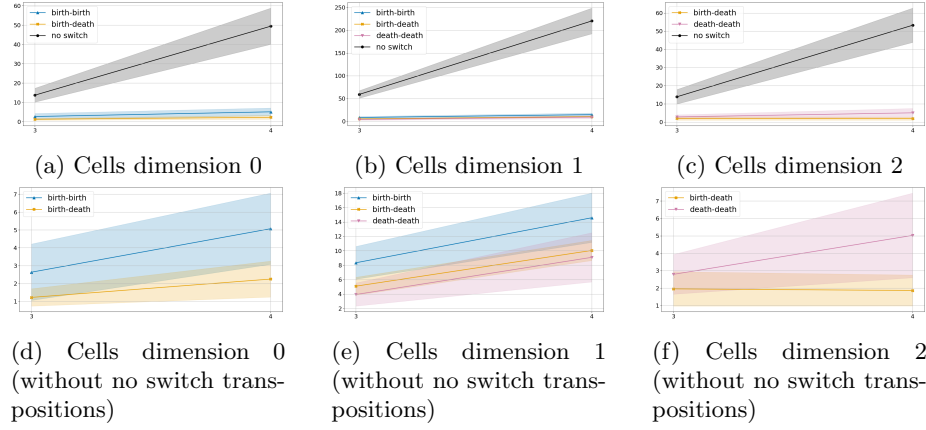 60
50
40
30
20
10
0
birth-birth
birth-death
no switch
3
4
250
200
150
100
50
0
birth-birth
birth-death
death-death
no switch
3
4
60
50
40
30
20
10
0
birth-death
death-death
no switch
3
4
(a) Cells dimension 0
(b) Cells dimension 1
(c) Cells dimension 2
7
6
5
4
3
2
1
birth-birth
birth-death
3
4
18
16
14
12
10
8
6
4
2
birth-birth
birth-death
death-death
3
4
7
6
5
4
3
2
1
birth-death
death-death
3
4
(d) Cells dimension 0
(without no switch trans-
positions)
(e) Cells dimension 1
(without no switch trans-
positions)
(f) Cells dimension 2
(without no switch trans-
positions)